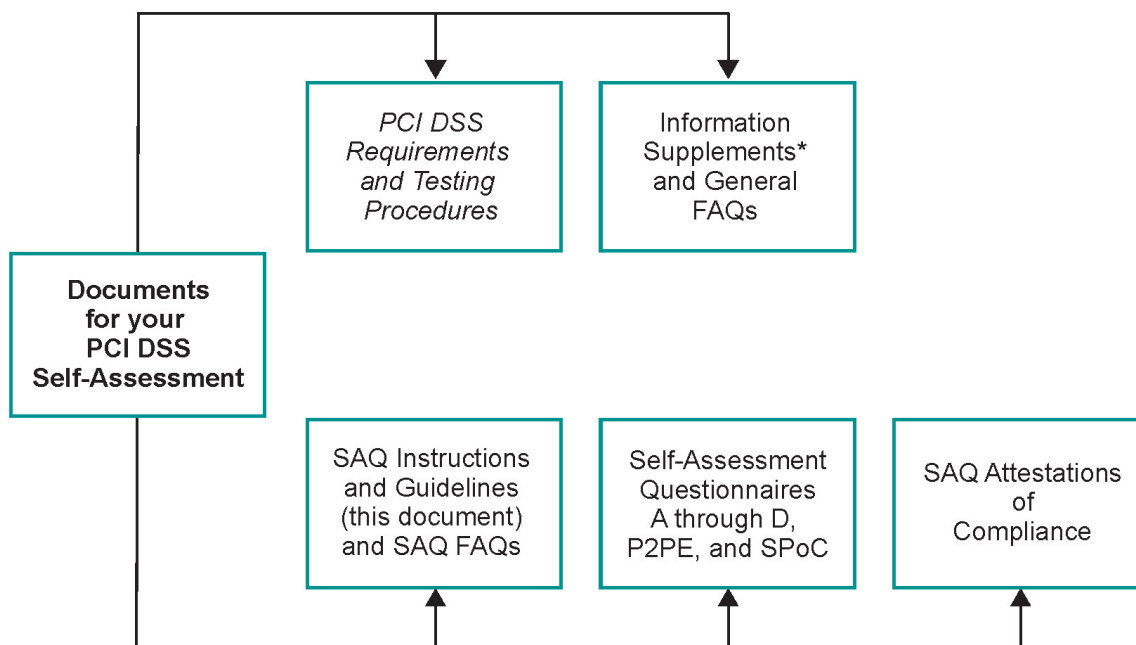 PCI DSS
Requirements
and Testing
Procedures
Information
Supplements*
and General
FAQs
Documents
for your
PCI DSS
Self-Assessment
SAQ Instructions
and Guidelines
(this document)
and SAQ FAQs
Self-Assessment
Questionnaires
A through D,
P2PE, and SPoC
SAQ Attestations
of
Compliance